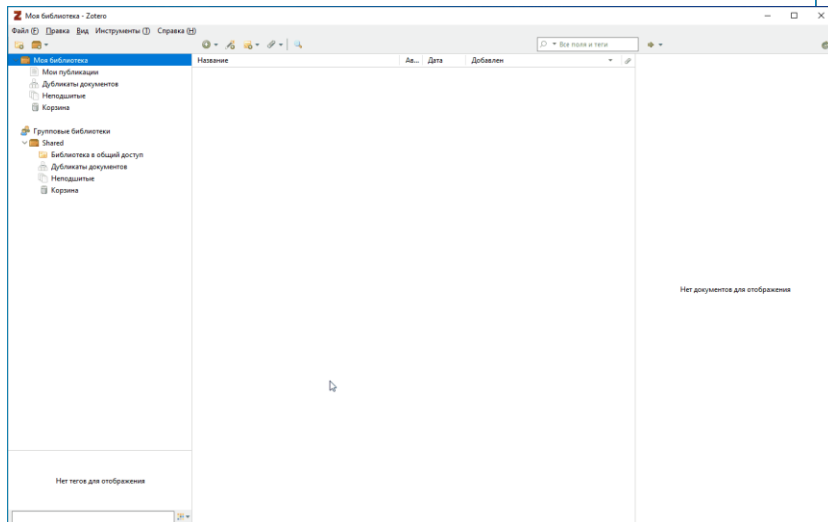 Моя библиотека - Zotero
Файл (F) Правка Вид Инструменты (T) Справка (H)
Все поля и теги
Моя библиотека
Мои публикации
Дубликаты документов
Неподшитые
Корзина
Групповые библиотеки
Shared
Библиотека в общий доступ
Дубликаты документов
Неподшитые
Корзина
Название Ав... Дата Добавлен
Нет документов для отображения
Нет тегов для отображения